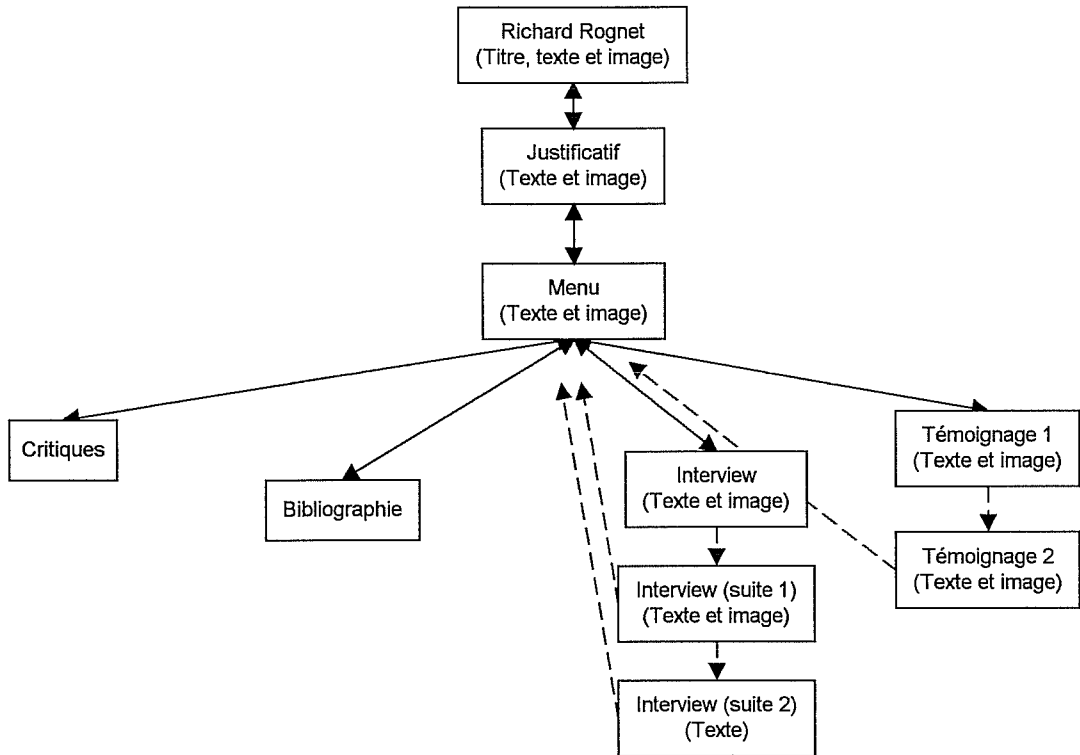 Richard Rognet
(Titre, texte et image)
Justificatif
(Texte et image)
Menu
(Texte et image)
Critiques
Bibliographie
Interview
(Texte et image)
Témoignage 1
(Texte et image)
Interview (suite 1)
(Texte et image)
Témoignage 2
(Texte et image)
Interview (suite 2)
(Texte)